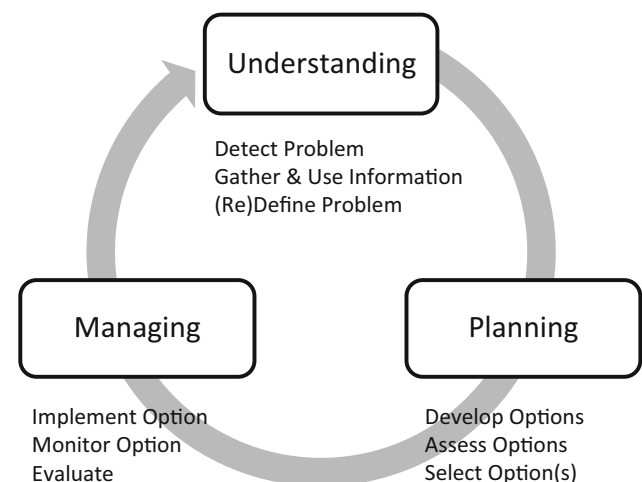 Understanding
Detect Problem
Gather & Use Information
(Re)Define Problem
Managing
Planning
Implement Option
Monitor Option
Evaluate
Develop Options
Assess Options
Select Option(s)